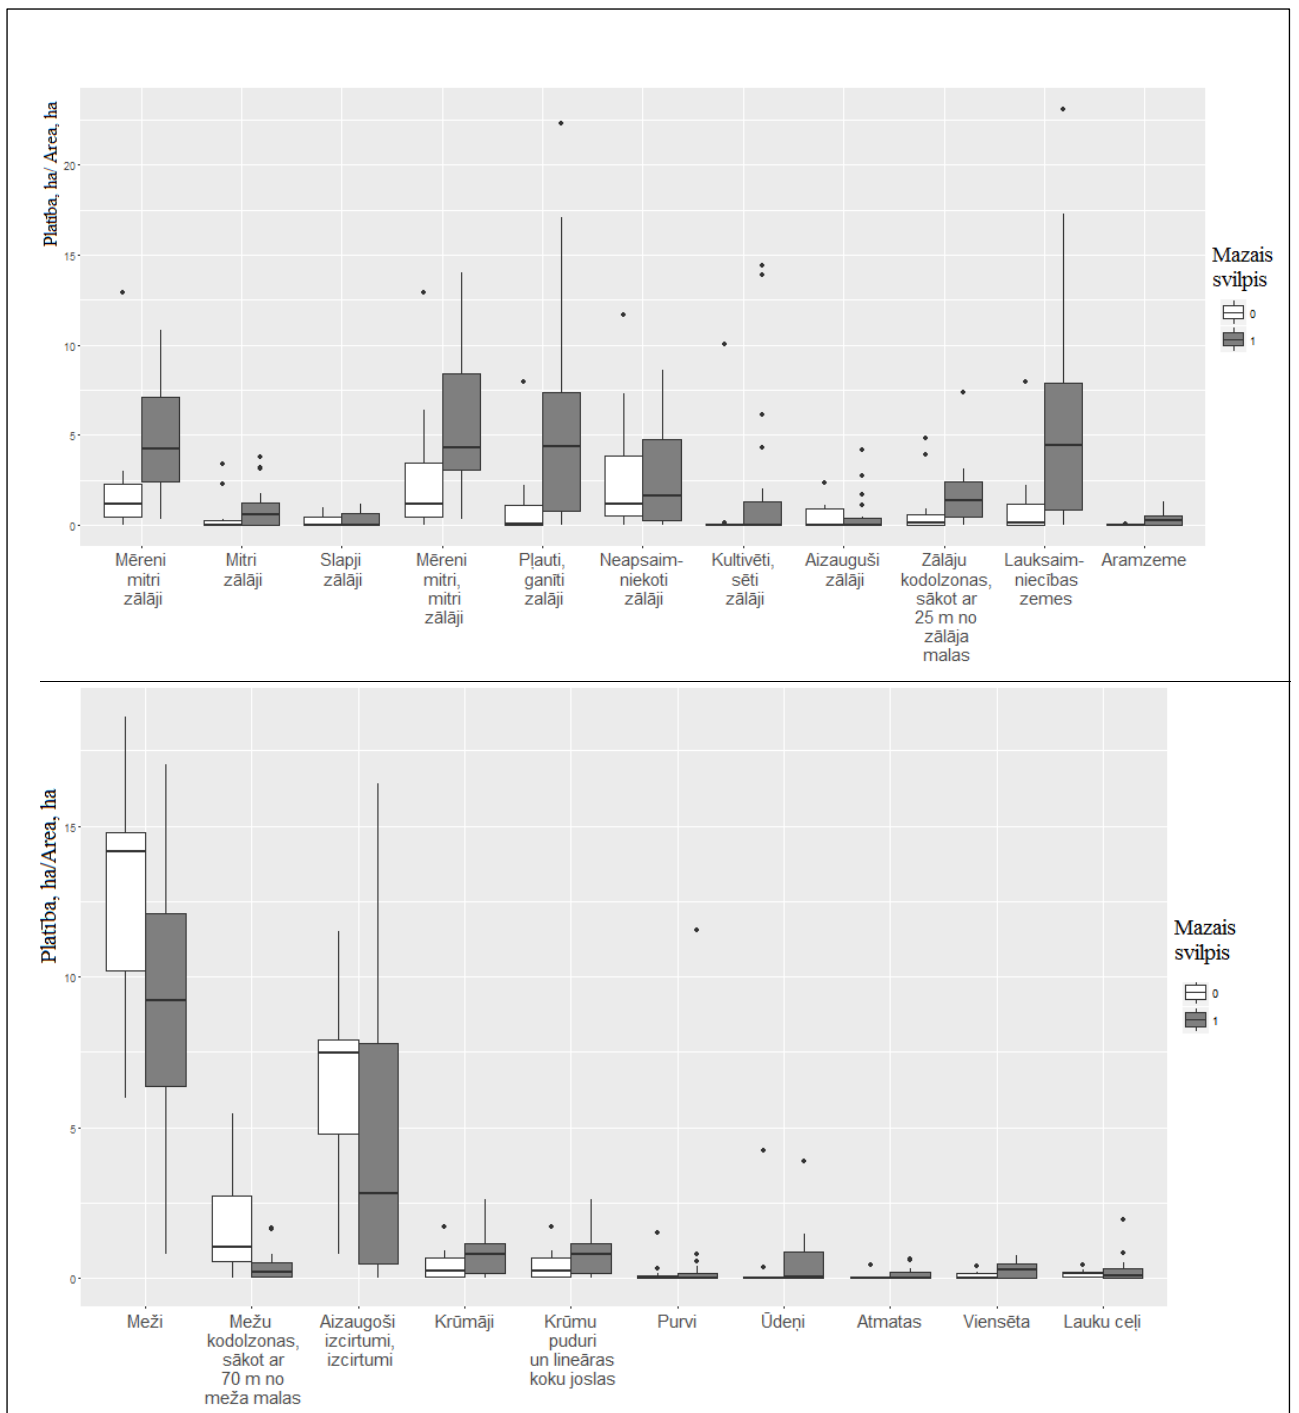 Platība, ha/ Area, ha
20
15
10
5
0
Mēreni
mitri
zālāji
Mitri
zālāji
Slapji
zālāji
Mēreni
mitri,
mitri
zālāji
Pļauti,
ganīti
zalāji
Neapsaim-
niekoti
zālāji
Kultivēti,
sēti
zālāji
Aizauguši
zālāji
Zālāju
kodolzonas,
sākot ar
25 m no
zālāja
malas
Lauksaim-
niecības
zemes
Aramzeme
Mazais
svilpis
0
1
Platība, ha/Area, ha
15
10
5
0
Meži
Mežu
kodolzonas,
sākot ar
70 m no
meža malas
Aizaugoši
izcirtumi,
izcirtumi
Krūmāji
Krūmu
puduri
un lineāras
koku joslas
Purvi
Ūdeņi
Atmatas
Viensēta
Lauku ceļi
Mazais
svilpis
0
1